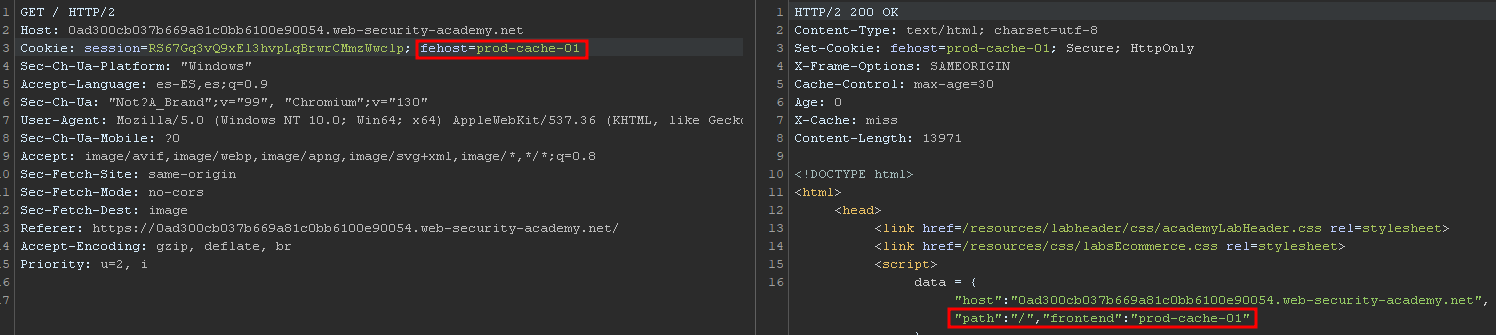 1 GET / HTTP/2
2 Host: 0ad300cb037b669a81c0bb6100e90054.web-security-academy.net
3 Cookie: session=RS67Gq3vQ9xEl3hvpLqBrwrCMmzWwclp; fehost=prod-cache-01
4 Sec-Ch-Ua-Platform: "Windows"
5 Accept-Language: es-ES,es;q=0.9
6 Sec-Ch-Ua: "Not?A_Brand";v="99", "Chromium";v="130"
7 User-Agent: Mozilla/5.0 (Windows NT 10.0; Win64; x64) AppleWebKit/537.36 (KHTML, like Gecko
8 Sec-Ch-Ua-Mobile: ?0
9 Accept: image/avif,image/webp,image/apng,image/svg+xml,image/*,*/*;q=0.8
10 Sec-Fetch-Site: same-origin
11 Sec-Fetch-Mode: no-cors
12 Sec-Fetch-Dest: image
13 Referer: https://0ad300cb037b669a81c0bb6100e90054.web-security-academy.net/
14 Accept-Encoding: gzip, deflate, br
15 Priority: u=2, i
16
17
1 HTTP/2 200 OK
2 Content-Type: text/html; charset=utf-8
3 Set-Cookie: fehost=prod-cache-01; Secure; HttpOnly
4 X-Frame-Options: SAMEORIGIN
5 Cache-Control: max-age=30
6 Age: 0
7 X-Cache: miss
8 Content-Length: 13971
9
10 <!DOCTYPE html>
11 <html>
12 <head>
13 <link href=/resources/labheader/css/academyLabHeader.css rel=stylesheet>
14 <link href=/resources/css/labsEcommerce.css rel=stylesheet>
15 <script>
16 data = {
"host":"0ad300cb037b669a81c0bb6100e90054.web-security-academy.net",
"path":"/","frontend":"prod-cache-01"